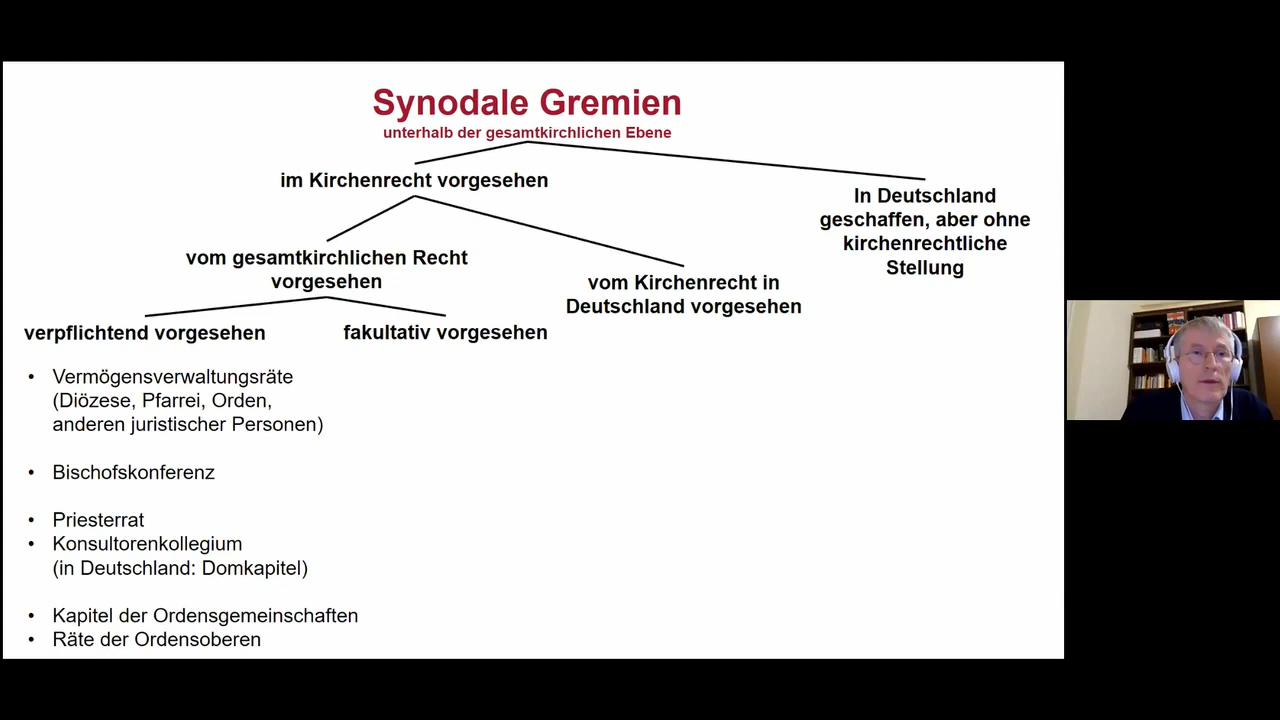 Synodale Gremien
unterhalb der gesamtkirchlichen Ebene
im Kirchenrecht vorgesehen
In Deutschland
geschaffen, aber ohne
kirchenrechtliche
Stellung
vom gesamtkirchlichen Recht
vorgesehen
vom Kirchenrecht in
Deutschland vorgesehen
verpflichtend vorgesehen
fakultativ vorgesehen
• Vermögensverwaltungsräte
(Diözese, Pfarrei, Orden,
anderen juristischer Personen)
• Bischofskonferenz
• Priesterrat
• Konsultorenkollegium
(in Deutschland: Domkapitel)
• Kapitel der Ordensgemeinschaften
• Räte der Ordensoberen